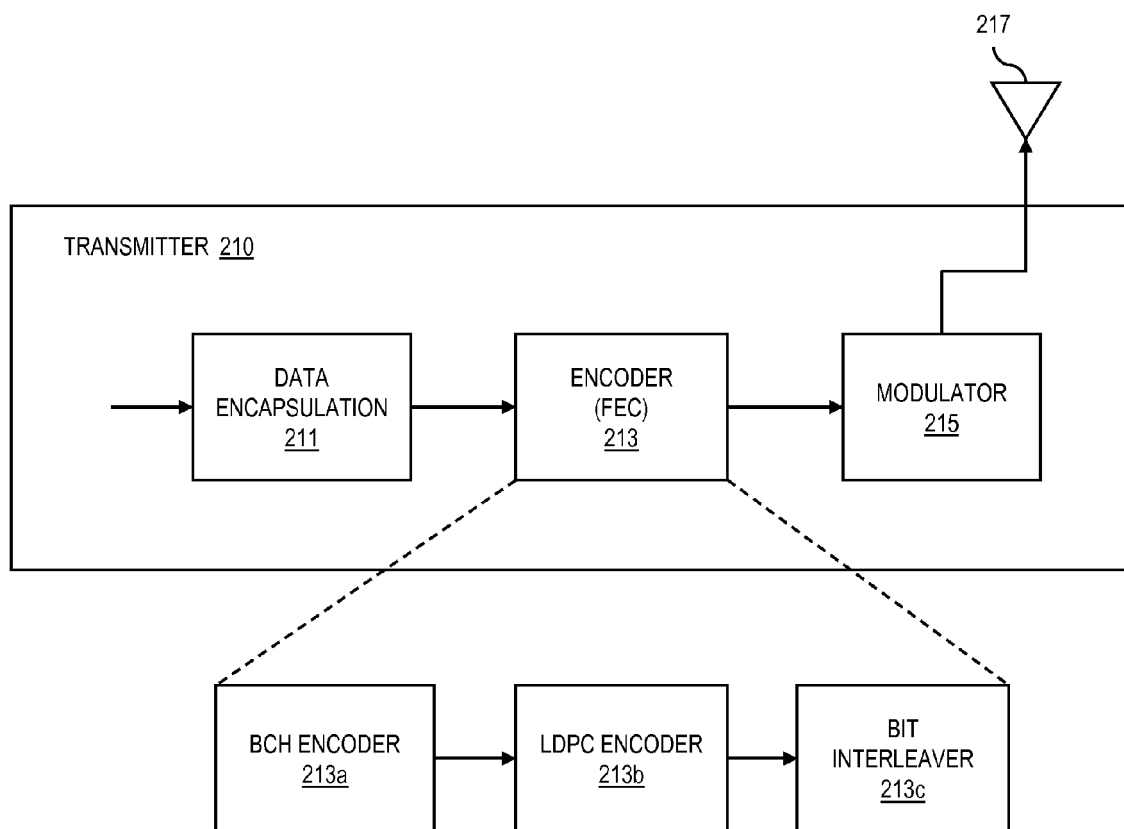 217
TRANSMITTER 210
DATA
ENCAPSULATION
211
ENCODER
(FEC)
213
MODULATOR
215
BCH ENCODER
213a
LDPC ENCODER
213b
BIT
INTERLEAVER
213c